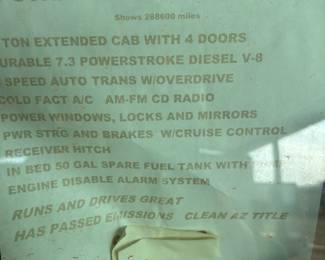 Shows 268600 miles
TON EXTENDED CAB WITH 4 DOORS
URABLE 7.3 POWERSTROKE DIESEL V-8
SPEED AUTO TRANS W/OVERDRIVE
COLD FACT A/C AM-FM CD RADIO
POWER WINDOWS, LOCKS AND MIRRORS
PWR STRG AND BRAKES W/CRUISE CONTROL
RECEIVER HITCH
IN BED 50 GAL SPARE FUEL TANK WITH
ENGINE DISABLE ALARM SYSTEM
RUNS AND DRIVES GREAT
HAS PASSED EMISSIONS CLEAN AZ TITLE